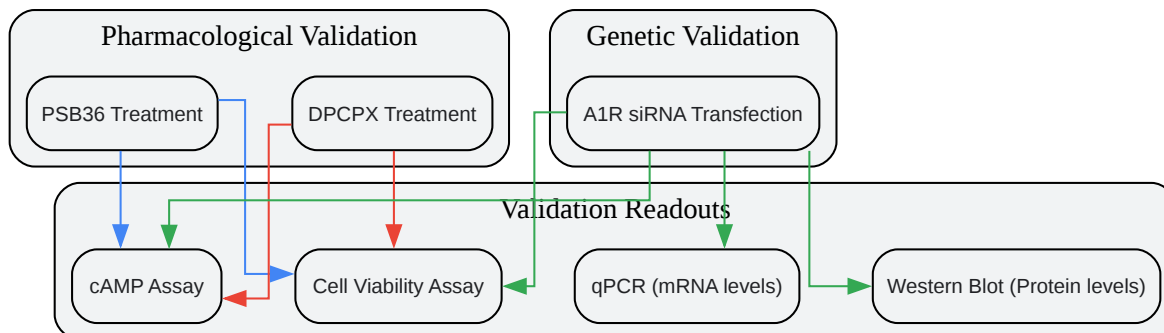 Pharmacological Validation
Genetic Validation
PSB36 Treatment
DPCPX Treatment
A1R siRNA Transfection
Validation Readouts
cAMP Assay
Cell Viability Assay
qPCR (mRNA levels)
Western Blot (Protein levels)